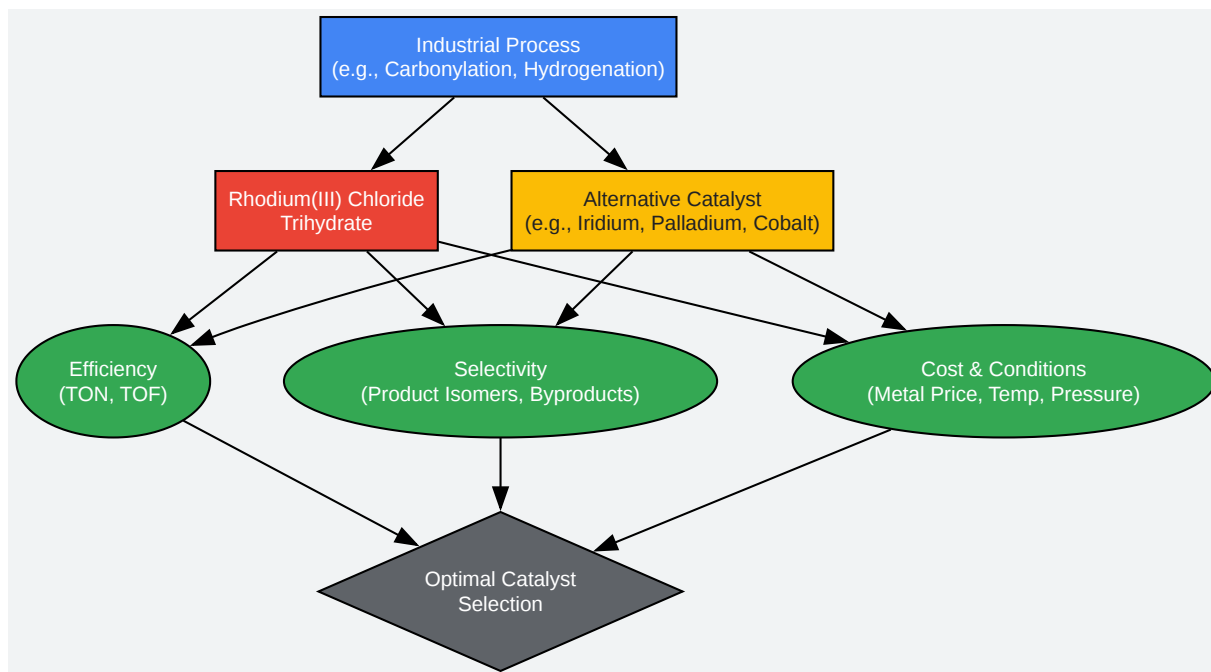 Industrial Process
(e.g., Carbonylation, Hydrogenation)
Rhodium(III) Chloride
Trihydrate
Alternative Catalyst
(e.g., Iridium, Palladium, Cobalt)
Efficiency
(TON, TOF)
Selectivity
(Product Isomers, Byproducts)
Cost & Conditions
(Metal Price, Temp, Pressure)
Optimal Catalyst
Selection